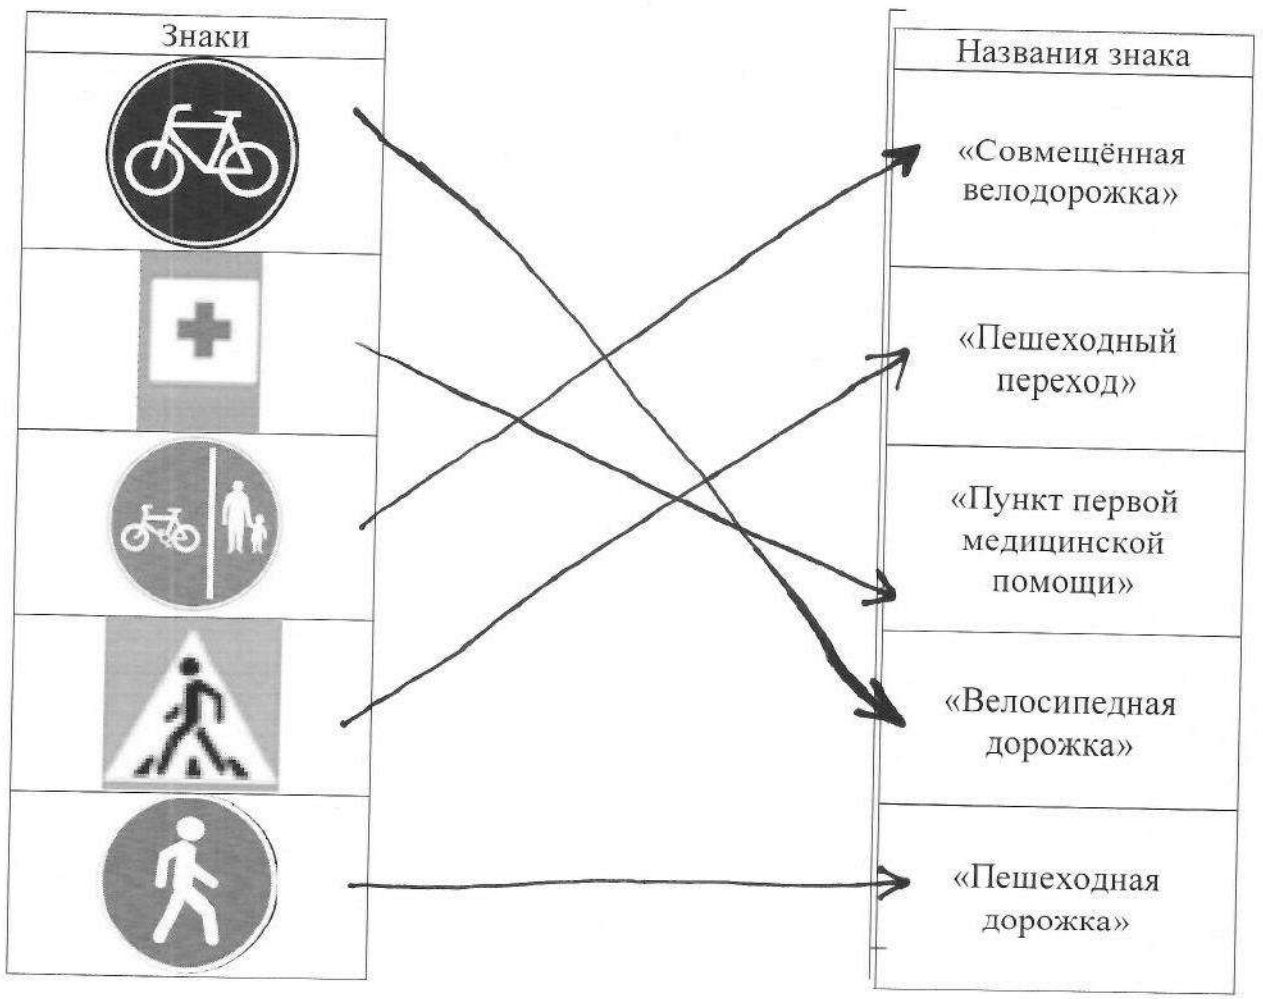 Знаки
Названия знака
«Совмещённая
велодорожка»
«Пешеходный
переход»
«Пункт первой
медицинской
помощи»
«Велосипедная
дорожка»
«Пешеходная
дорожка»